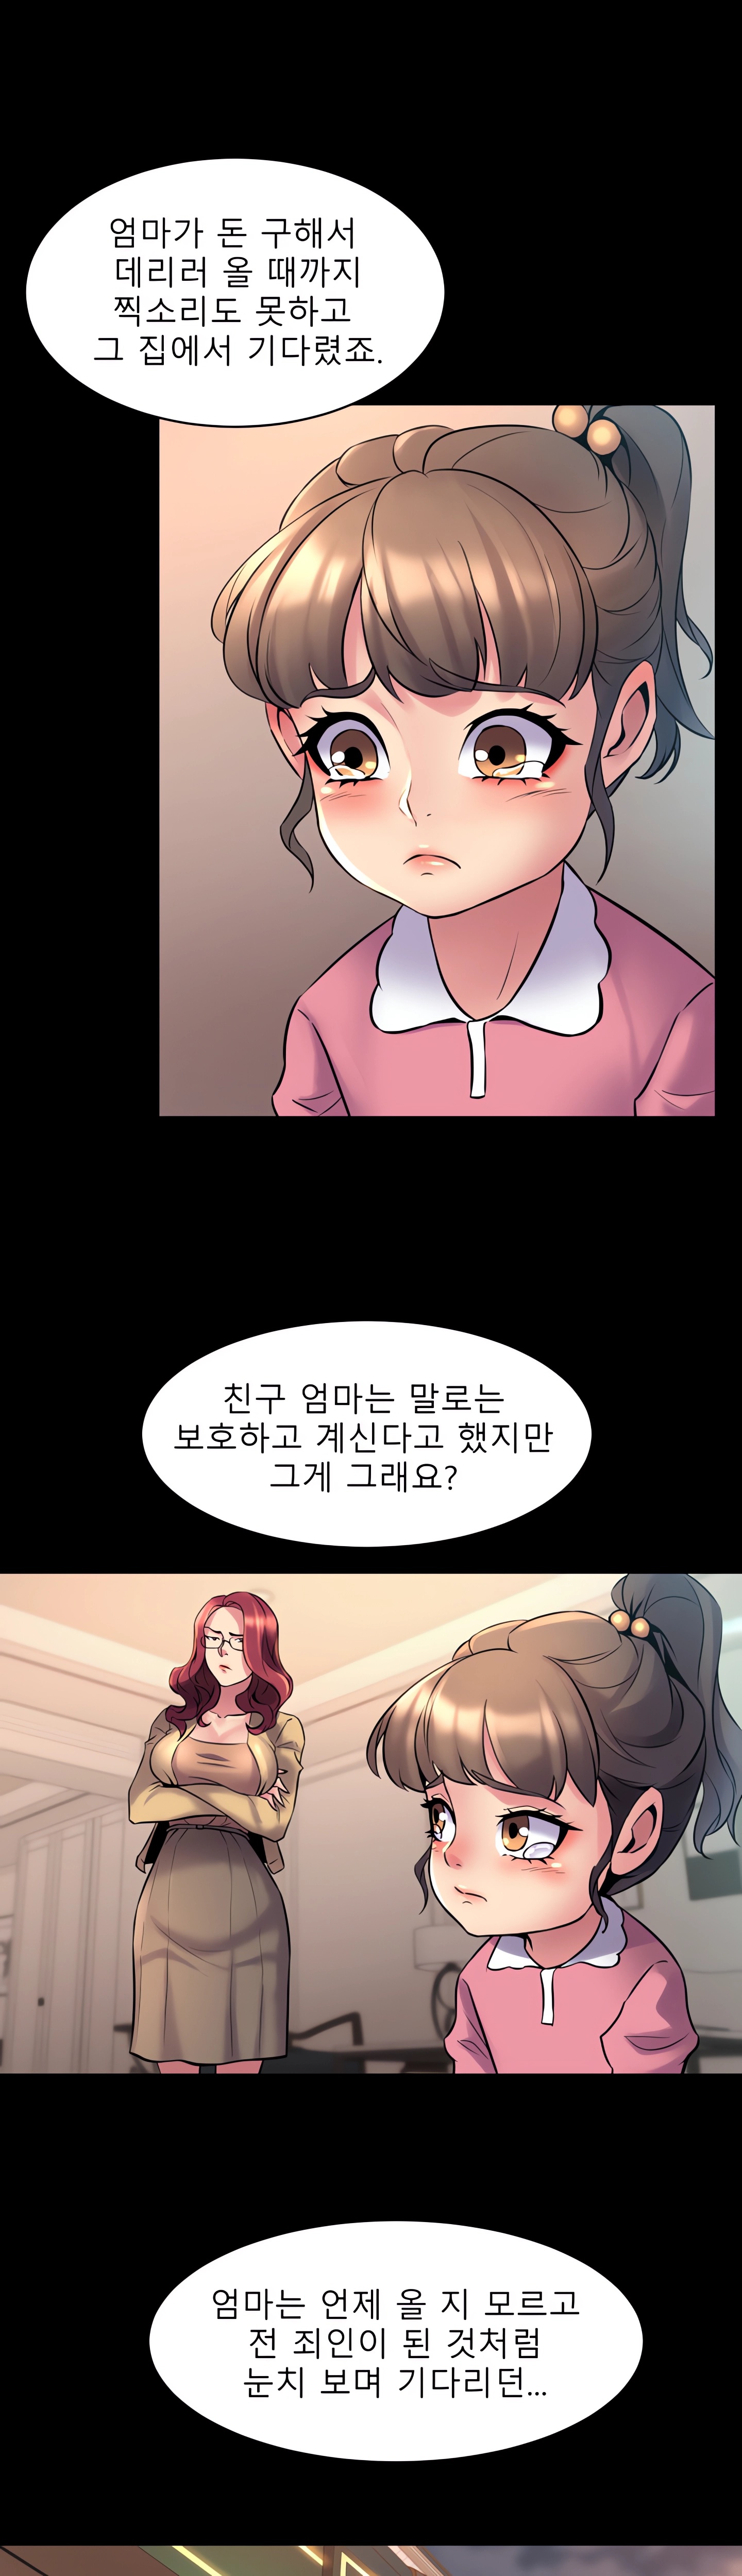 엄마가 돈 구해서
데리러 올 때까지
찍소리도 못하고
그 집에서 기다렸죠.
친구 엄마는 말로는
보호하고 계신다고 했지만
그게 그래요?
엄마는 언제 올 지 모르고
전 죄인이 된 것처럼
눈치 보며 기다리던...